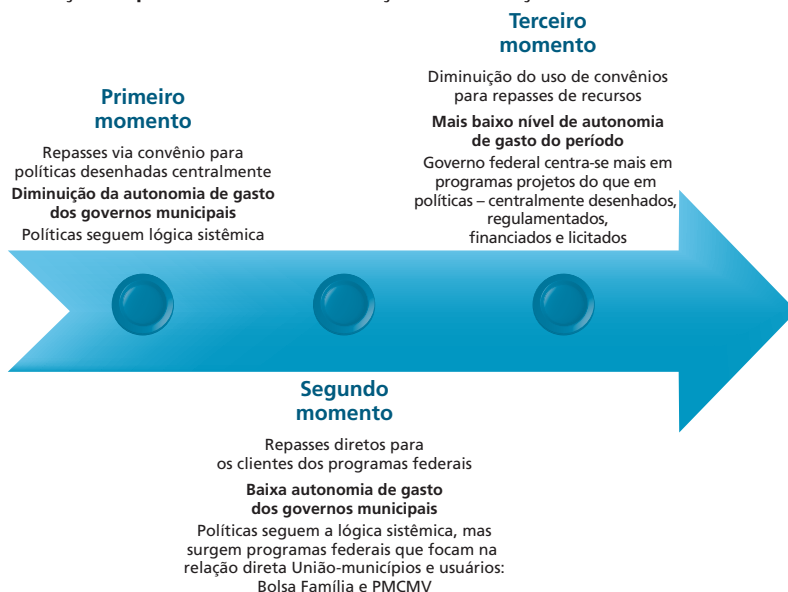 Primeiro
momento
Repasses via convênio para
políticas desenhadas centralmente
Diminuição da autonomia de gasto
dos governos municipais
Políticas seguem lógica sistêmica
Segundo
momento
Repasses diretos para
os clientes dos programas federais
Baixa autonomia de gasto
dos governos municipais
Políticas seguem a lógica sistêmica, mas
surgem programas federais que focam na
relação direta União-municípios e usuários:
Bolsa Família e PMCMV
Terceiro
momento
Diminuição do uso de convênios
para repasses de recursos
Mais baixo nível de autonomia
de gasto do período
Governo federal centra-se mais em
programas projetos do que em
políticas – centralmente desenhados,
regulamentados,
financiados e licitados